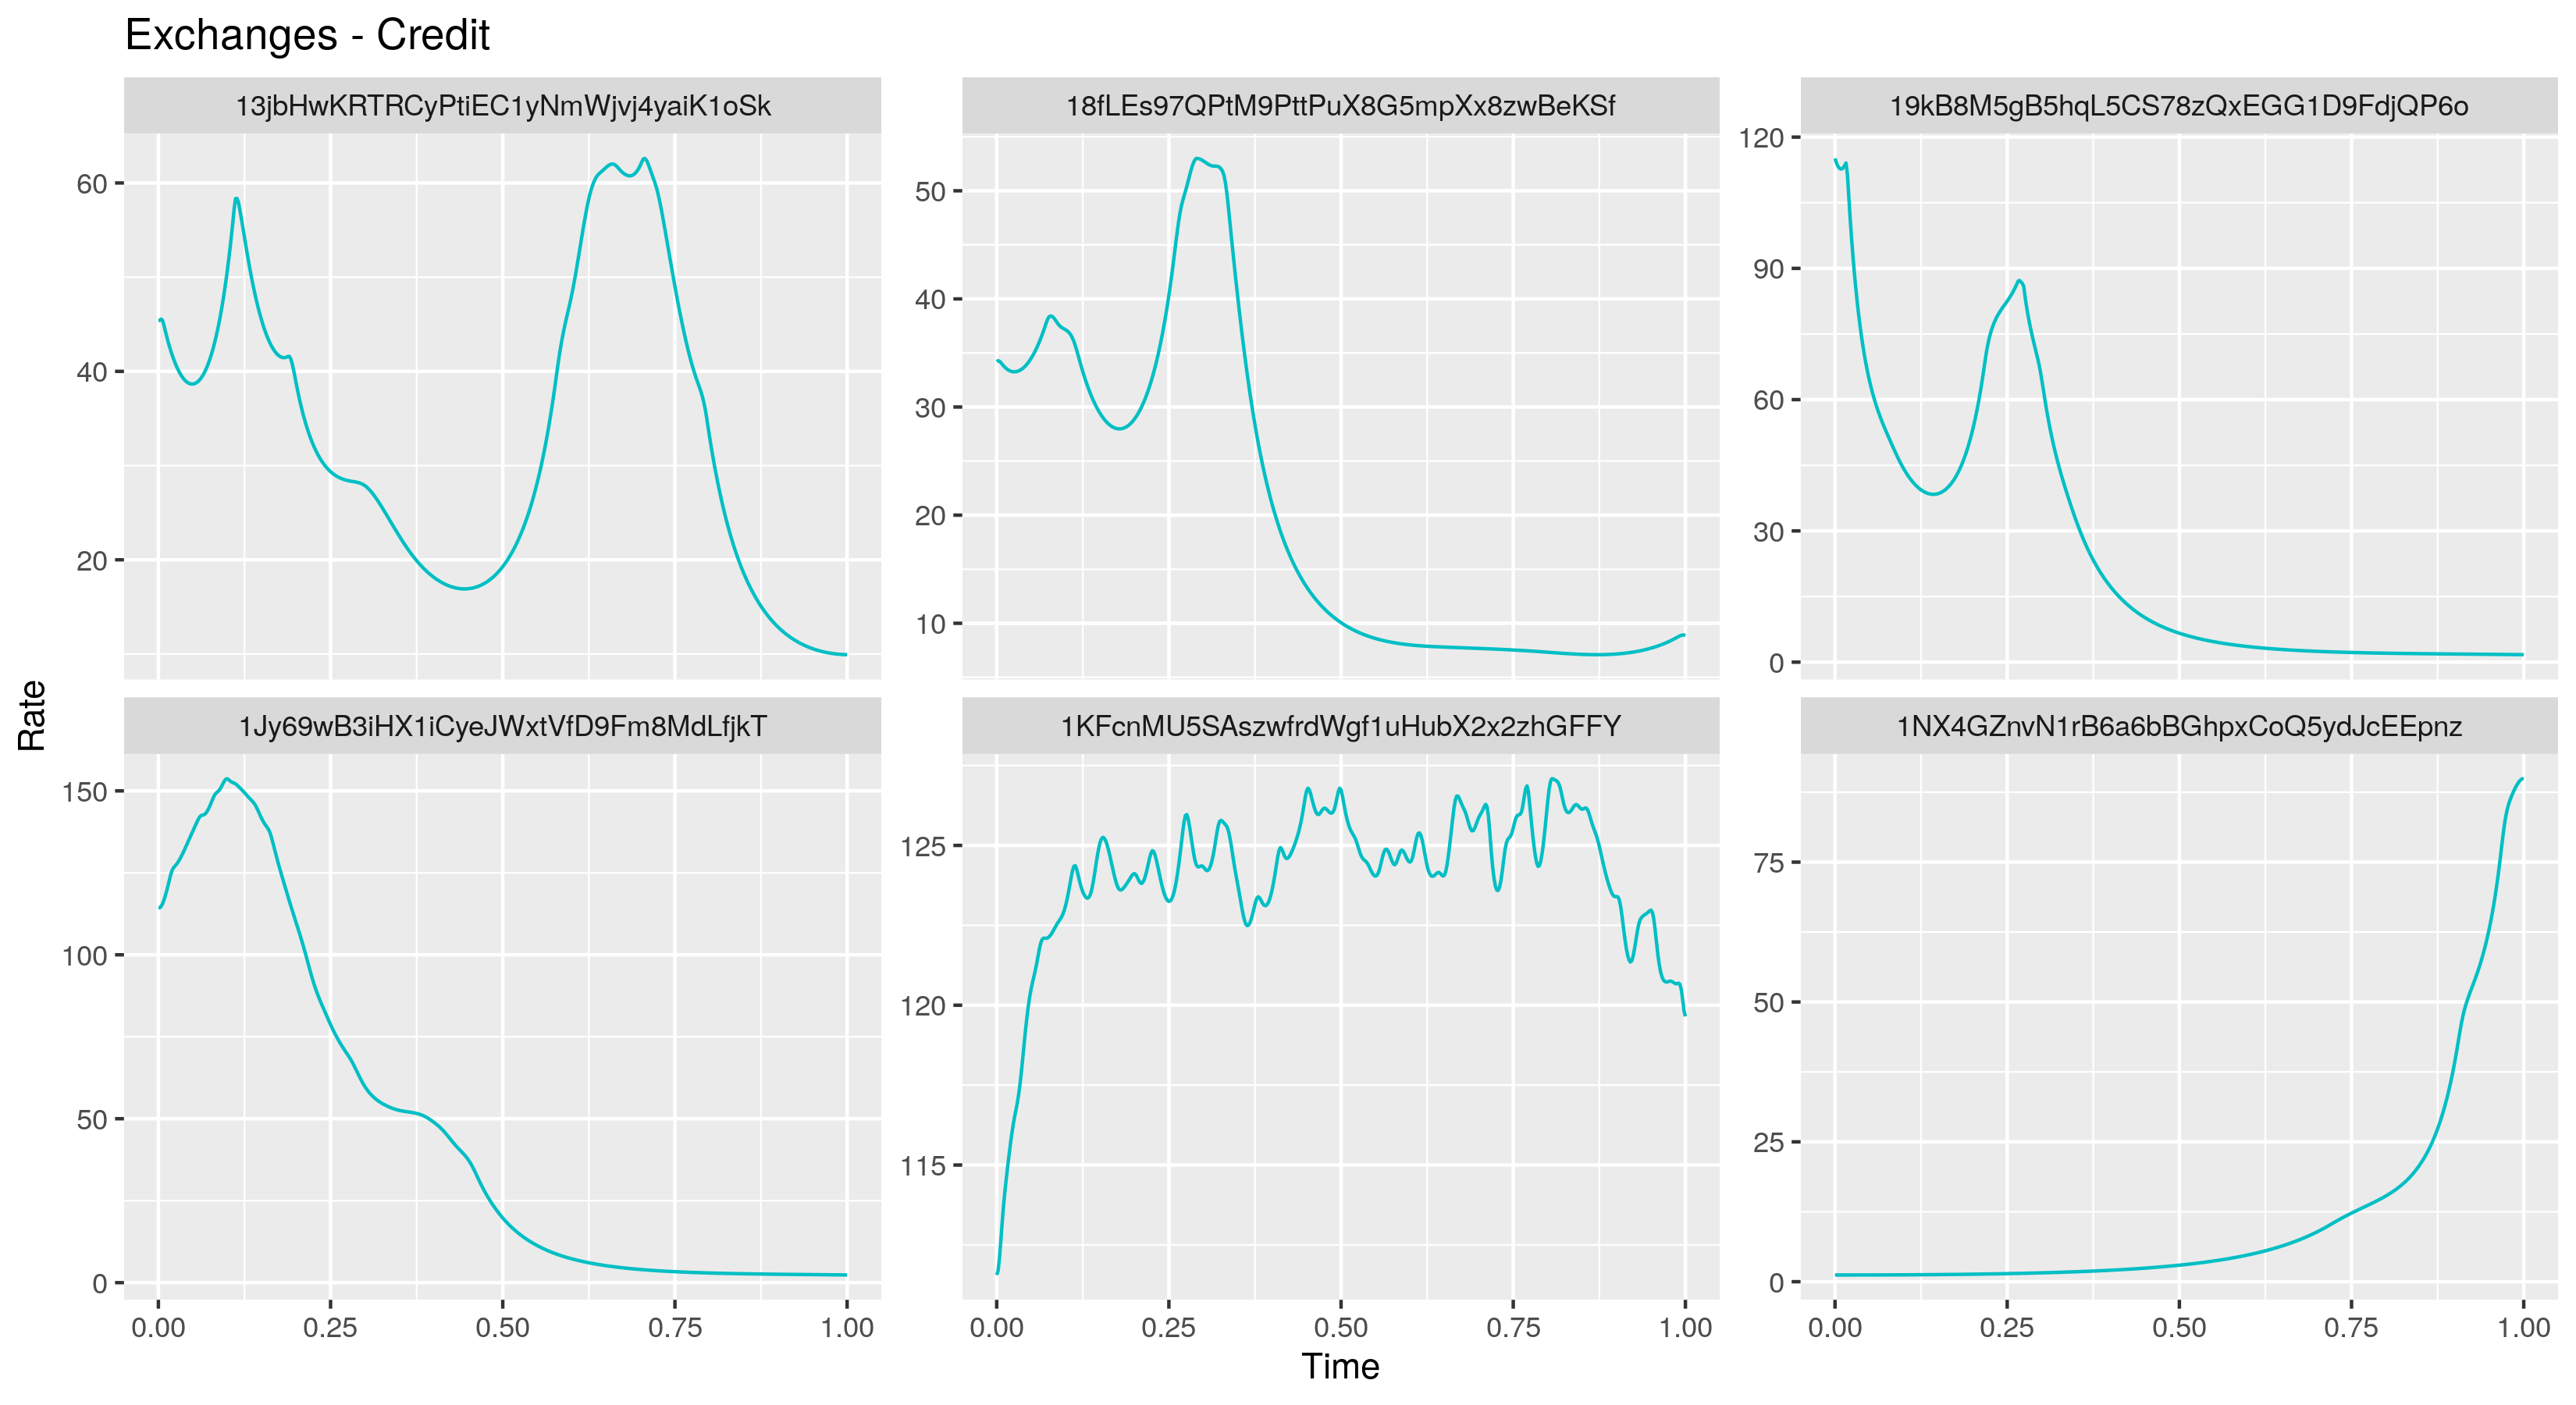 Exchanges - Credit
13jbHwKRTRCyPtiEC1yNmWjvj4yaiK1oSk
18fLEs97QPtM9PttPuX8G5mpXx8zwBeKSf
19kB8M5gB5hqL5CS78zQxEGG1D9FdjQP6o
60
40
20
50
40
30
20
10
120
90
60
30
0
Rate
1Jy69wB3iHX1iCyeJWxtVfD9Fm8MdLfjkT
1KFcnMU5SAszwfrdWgf1uHubX2x2zhGFFY
1NX4GZnvN1rB6a6bBGhpxCoQ5ydJcEEpnz
150
100
50
0
125
120
115
75
50
25
0
0.00 0.25 0.50 0.75 1.00
0.00 0.25 0.50 0.75 1.00
0.00 0.25 0.50 0.75 1.00
Time